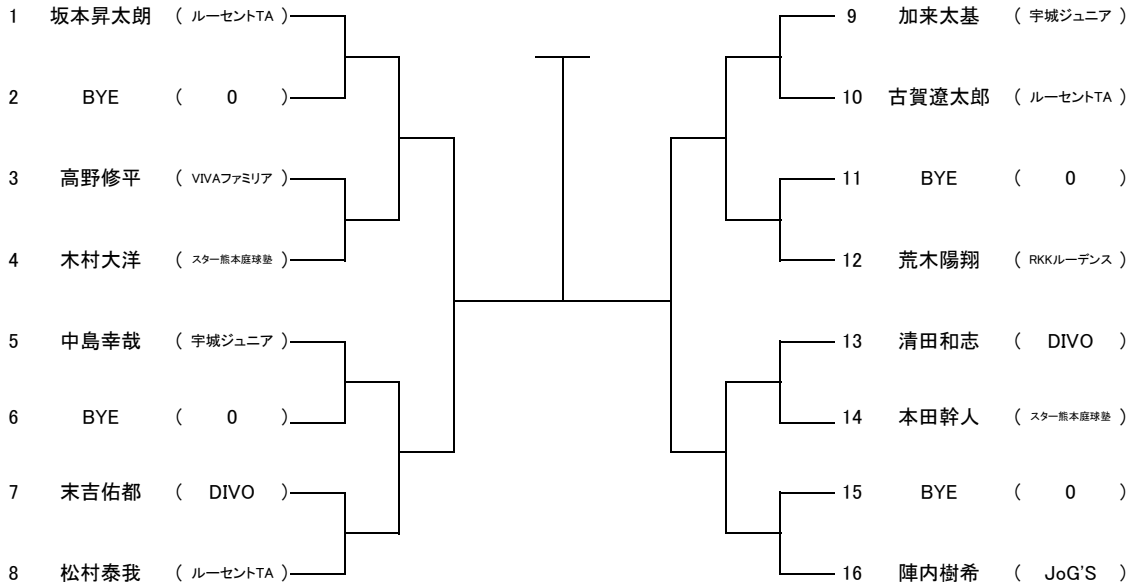 1 坂本昇太朗 ( ルーセントTA )
2 BYE ( 0 )
3 高野修平 ( VIVAファミリア )
4 木村大洋 ( スター熊本庭球塾 )
5 中島幸哉 ( 宇城ジュニア )
6 BYE ( 0 )
7 末吉佑都 ( DIVO )
8 松村泰我 ( ルーセントTA )
9 加来太基 ( 宇城ジュニア )
10 古賀遼太郎 ( ルーセントTA )
11 BYE ( 0 )
12 荒木陽翔 ( RKKルーデンス )
13 清田和志 ( DIVO )
14 本田幹人 ( スター熊本庭球塾 )
15 BYE ( 0 )
16 陣内樹希 ( JoG'S )